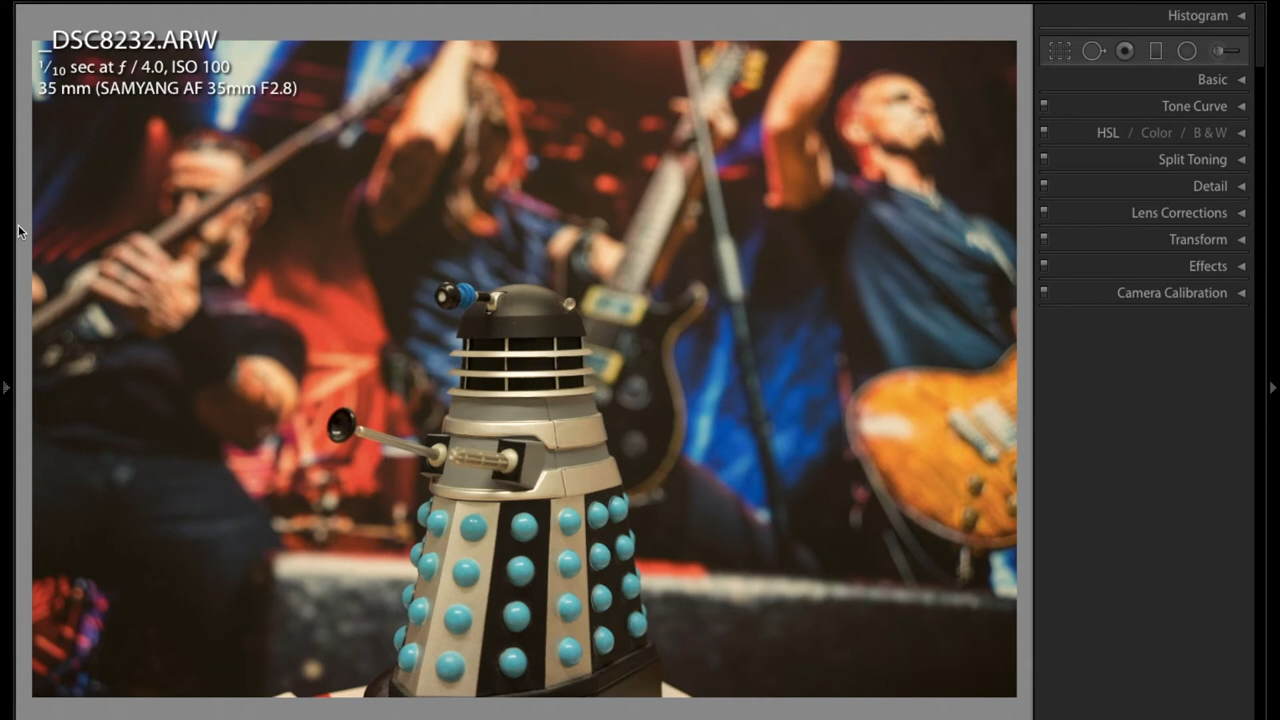 _DSC8232.ARW
1/10 sec at ƒ / 4.0, ISO 100
35 mm (SAMYANG AF 35mm F2.8)
Histogram
Basic
Tone Curve
HSL / Color / B & W
Split Toning
Detail
Lens Corrections
Transform
Effects
Camera Calibration